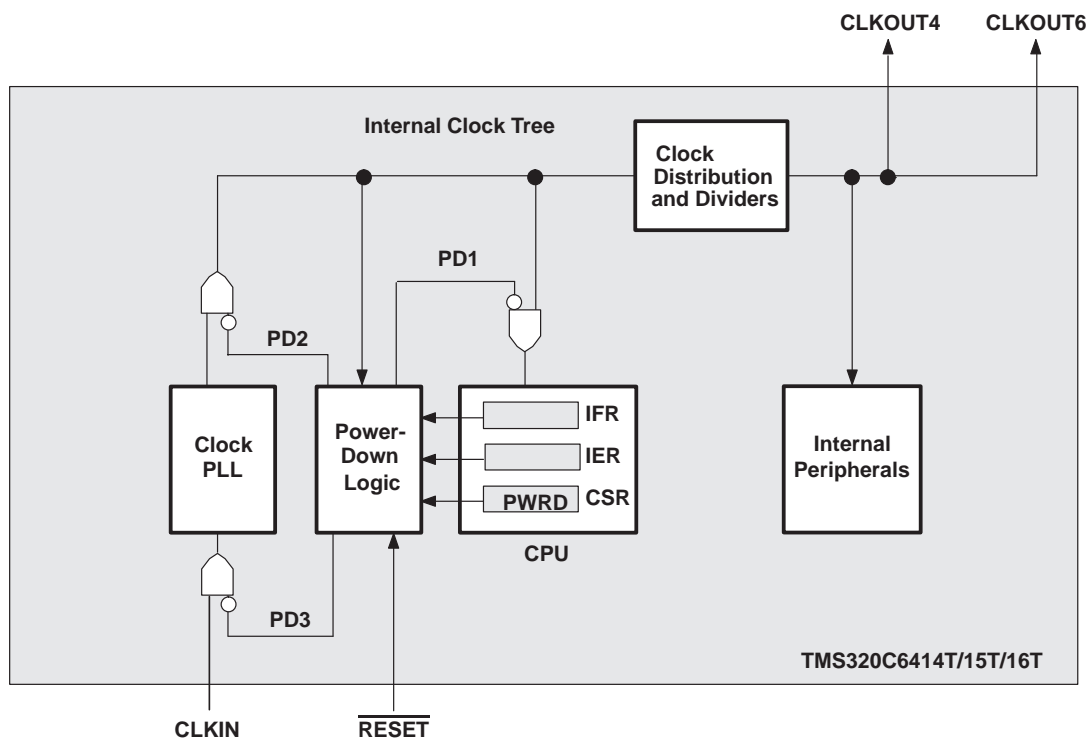 CLKOUT4 CLKOUT6
Internal Clock Tree
Clock
Distribution
and Dividers
PD1
PD2
Clock
PLL
Power-
Down
Logic
IFR
IER
PWRD CSR
CPU
Internal
Peripherals
PD3
TMS320C6414T/15T/16T
CLKIN RESET